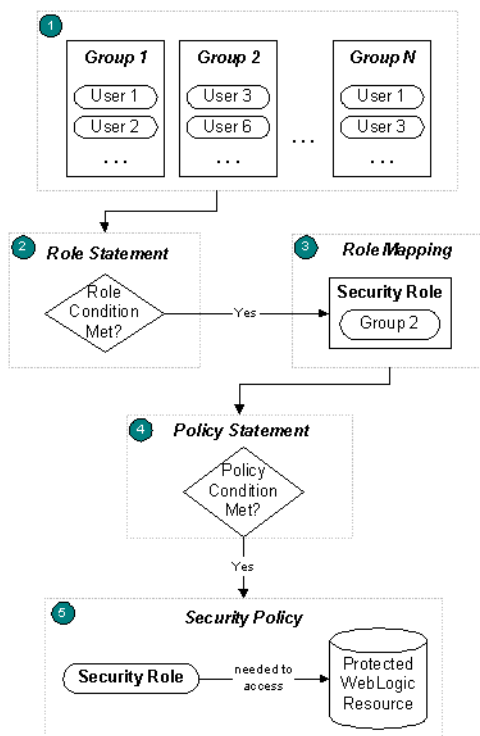 1
Group 1
User 1
User 2
...
Group 2
User 3
User 6
...
...
Group N
User 1
User 3
...
2
Role Statement
Role
Condition
Met?
Yes
3
Role Mapping
Security Role
Group 2
4
Policy Statement
Policy
Condition
Met?
Yes
5
Security Policy
Security Role
needed to
access
Protected
WebLogic
Resource